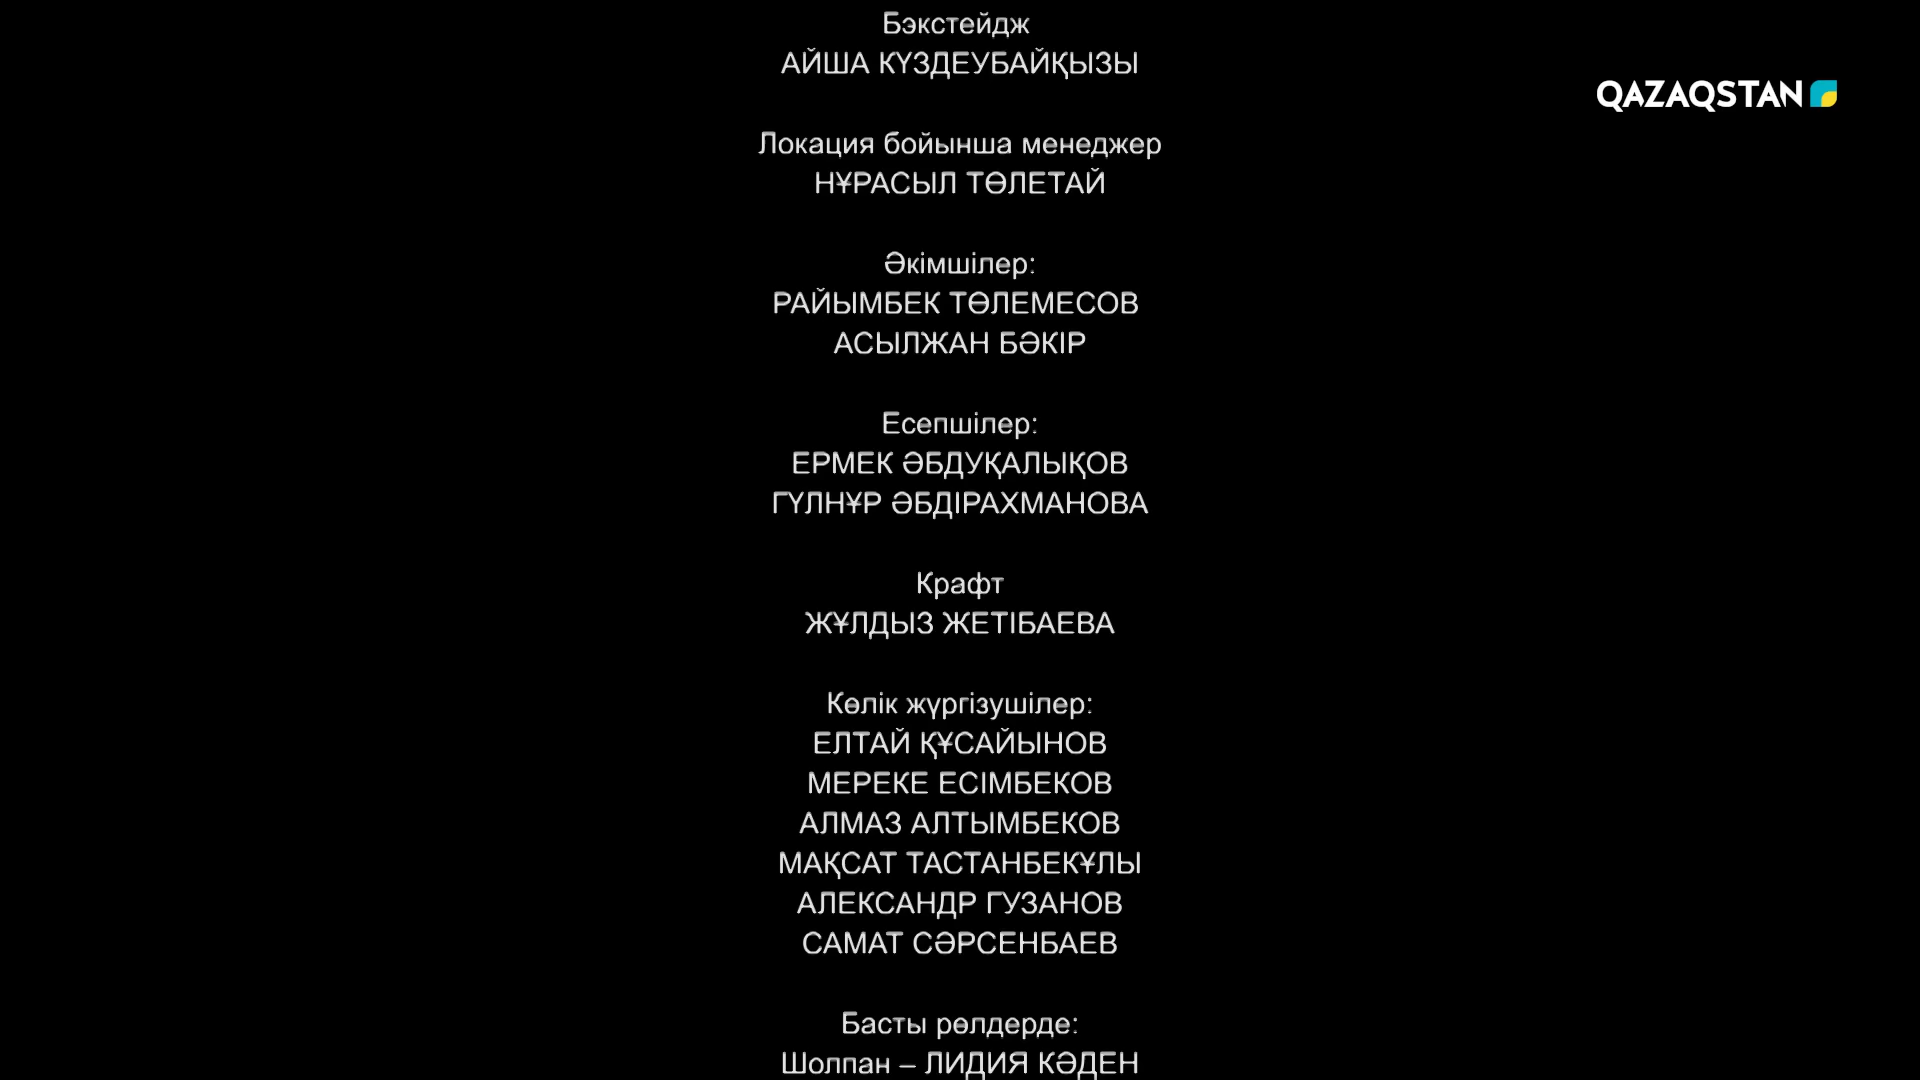 Бэкстейдж
АЙША КҮЗДЕУБАЙҚЫЗЫ
QAZAQSTAN
Локация бойынша менеджер
НҰРАСЫЛ ТӨЛЕТАЙ
Әкімшілер:
РАЙЫМБЕК ТӨЛЕМЕСОВ
АСЫЛЖАН БӘКІР
Есепшілер:
ЕРМЕК ӘБДУҚАЛЫҚОВ
ГҮЛНҰР ӘБДІРАХМАНОВА
Крафт
ЖҰЛДЫЗ ЖЕТІБАЕВА
Көлік жүргізушілер:
ЕЛТАЙ ҚҰСАЙЫНОВ
МЕРЕКЕ ЕСІМБЕКОВ
АЛМАЗ АЛТЫМБЕКОВ
МАҚСАТ ТАСТАНБЕКҰЛЫ
АЛЕКСАНДР ГУЗАНОВ
САМАТ СӘРСЕНБАЕВ
Басты рөлдерде:
Шолпан – ЛИДИЯ КӘДЕН